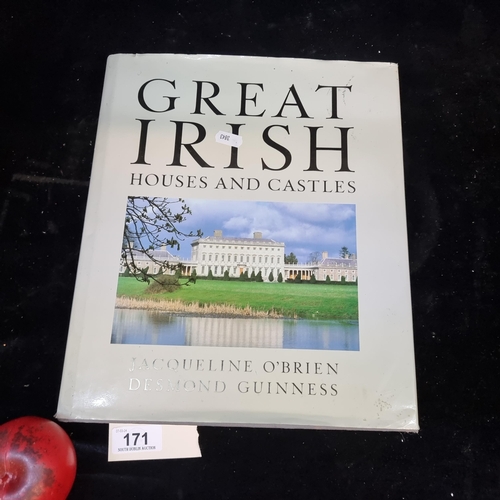 GREAT
IRISH
HOUSES AND CASTLES
JACQUELINE O'BRIEN
DESMOND GUINNESS
171